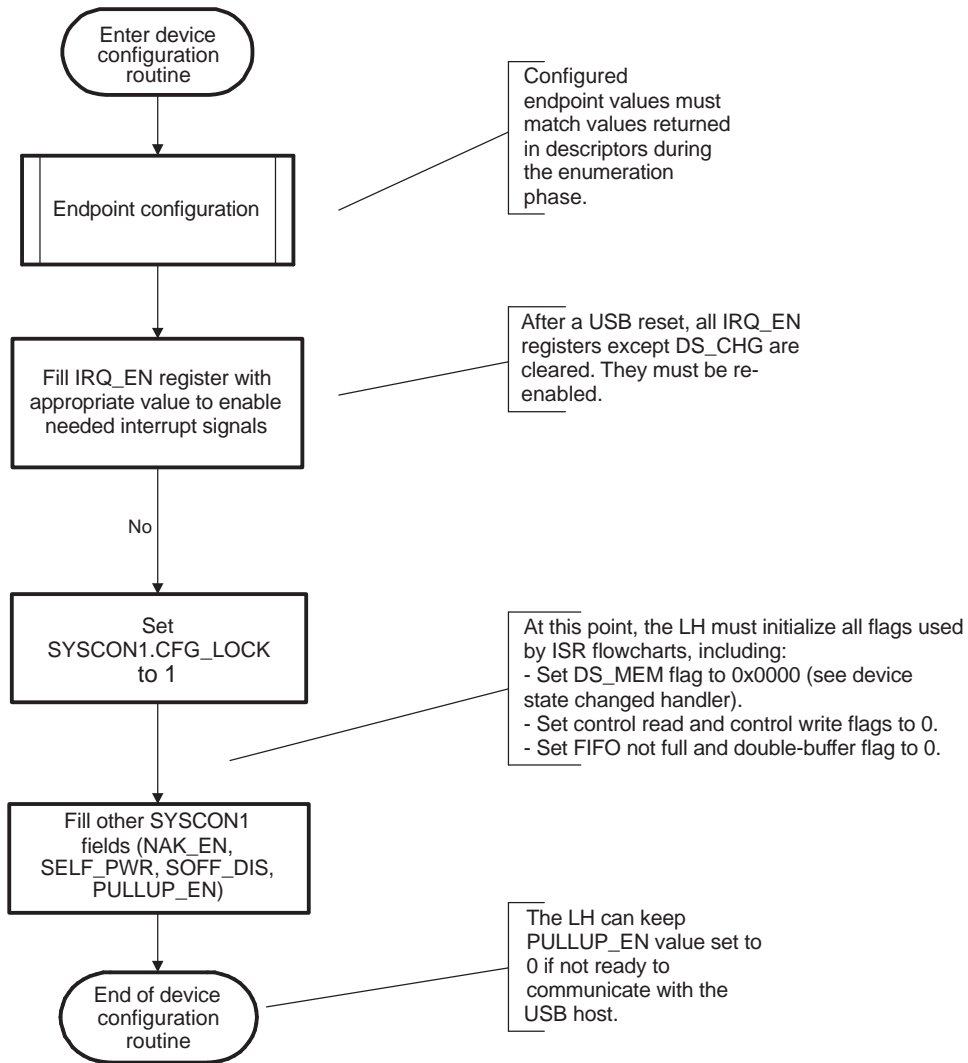 Enter device
configuration
routine
Configured
endpoint values must
match values returned
in descriptors during
the enumeration
phase.
Endpoint configuration
After a USB reset, all IRQ_EN
registers except DS_CHG are
cleared. They must be re-
enabled.
Fill IRQ_EN register with
appropriate value to enable
needed interrupt signals
No
Set
SYSCON1.CFG_LOCK
to 1
At this point, the LH must initialize all flags used
by ISR flowcharts, including:
- Set DS_MEM flag to 0x0000 (see device
state changed handler).
- Set control read and control write flags to 0.
- Set FIFO not full and double-buffer flag to 0.
Fill other SYSCON1
fields (NAK_EN,
SELF_PWR, SOFF_DIS,
PULLUP_EN)
The LH can keep
PULLUP_EN value set to
0 if not ready to
communicate with the
USB host.
End of device
configuration
routine